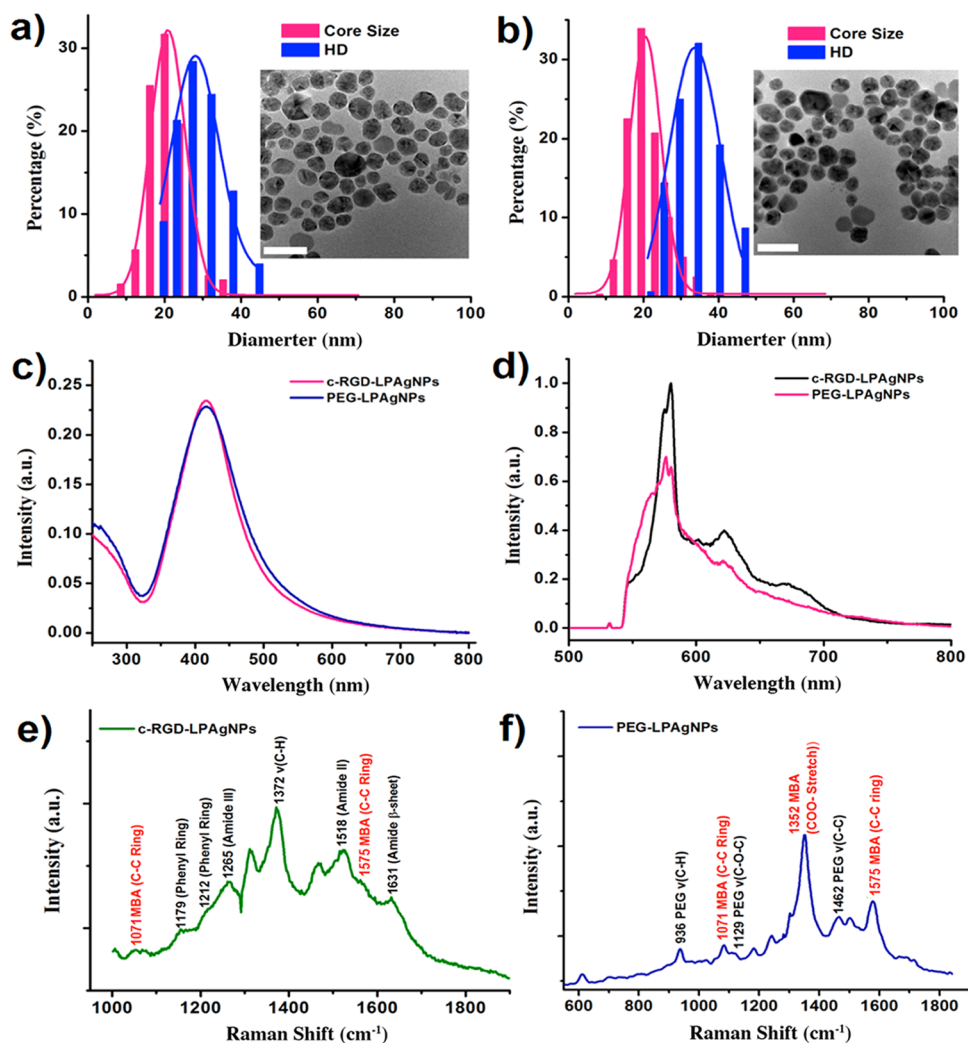 a)
Core Size
HD
Percentage (%)
30
20
10
0
0 20 40 60 80 100
Diamerter (nm)
b)
Core Size
HD
Percentage (%)
30
20
10
0
0 20 40 60 80 100
Diamerter (nm)
c)
c-RGD-LPAgNPs
PEG-LPAgNPs
Intensity (a.u.)
0.25
0.20
0.15
0.10
0.05
0.00
300 400 500 600 700 800
Wavelength (nm)
d)
c-RGD-LPAgNPs
PEG-LPAgNPs
Intensity (a.u.)
1.0
0.8
0.6
0.4
0.2
0.0
500 600 700 800
Wavelength (nm)
e)
c-RGD-LPAgNPs
Intensity (a.u.)
1071 MBA (C-C Ring)
1179 (Phenyl Ring)
1212 (Phenyl Ring)
1265 (Amide III)
1372 ν(C-H)
1518 (Amide II)
1575 MBA (C-C Ring)
1631 (Amide β-sheet)
1000 1200 1400 1600 1800
Raman Shift (cm⁻¹)
f)
PEG-LPAgNPs
Intensity (a.u.)
936 PEG ν(C-H)
1071 MBA (C-C Ring)
1129 PEG ν(C-O-C)
1352 MBA
(COO- Stretch))
1462 PEG ν(C-C)
1575 MBA (C-C ring)
600 800 1000 1200 1400 1600 1800
Raman Shift (cm⁻¹)